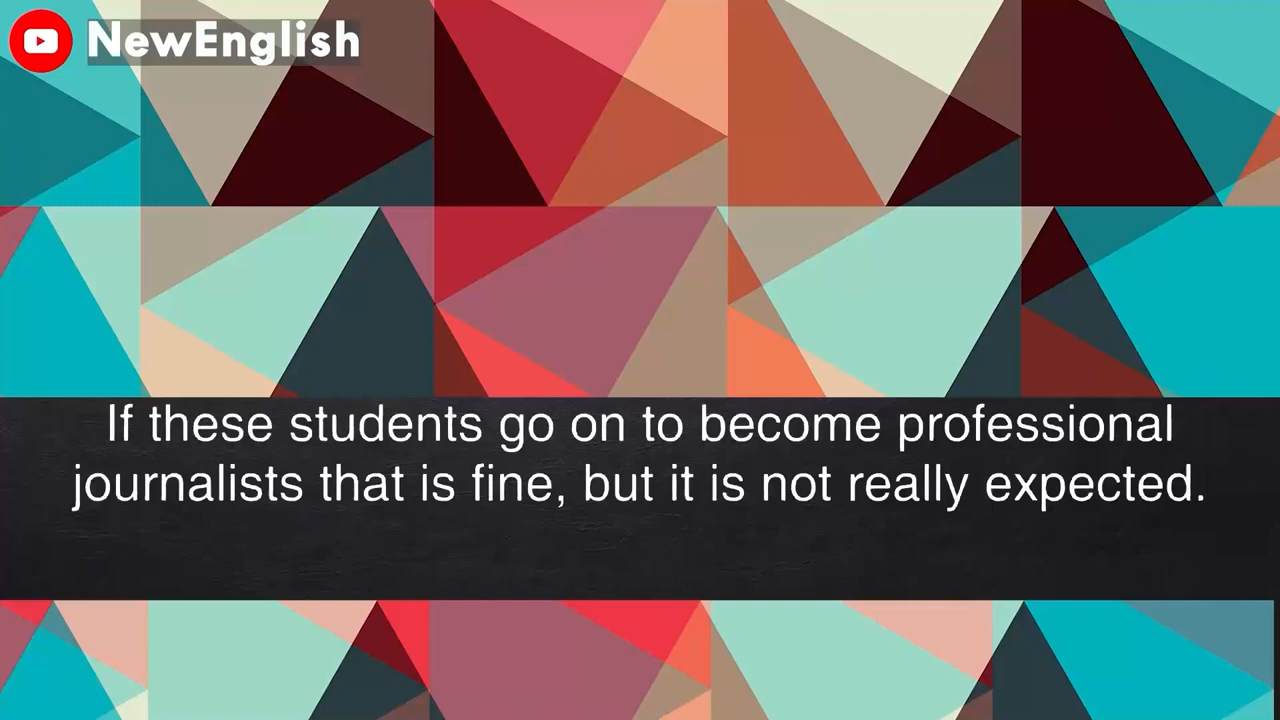 NewEnglish
If these students go on to become professional
journalists that is fine, but it is not really expected.